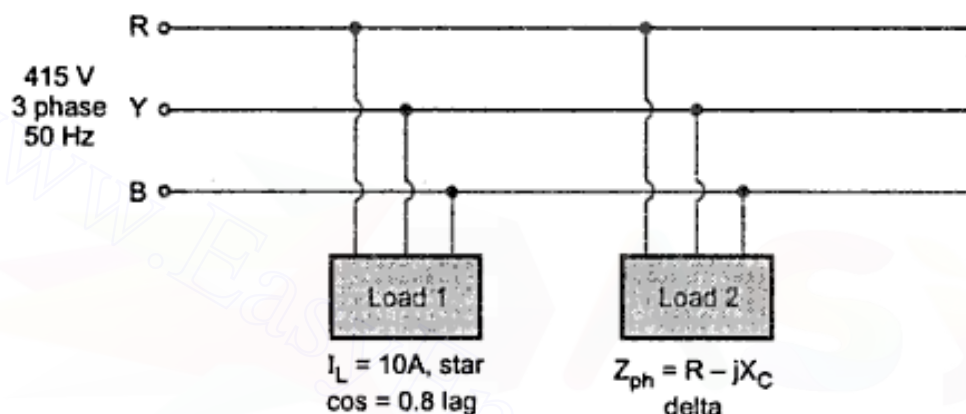 R
415 V
3 phase
50 Hz
Y
B
Load 1
Load 2
I_L = 10A, star
cos = 0.8 lag
Z_ph = R – jX_C
delta